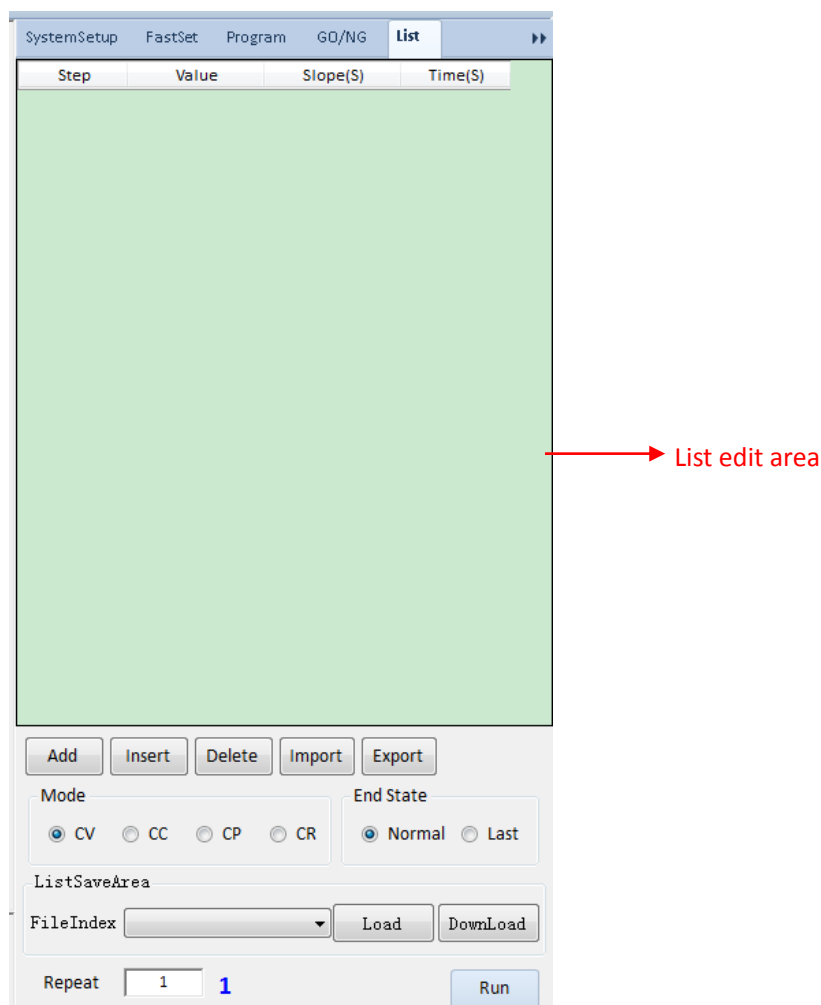 SystemSetup FastSet Program GO/NG List
Step Value Slope(S) Time(S)
List edit area
Add Insert Delete Import Export
Mode End State
CV CC CP CR Normal Last
ListSaveArea
FileIndex Load DownLoad
Repeat 1 1 Run